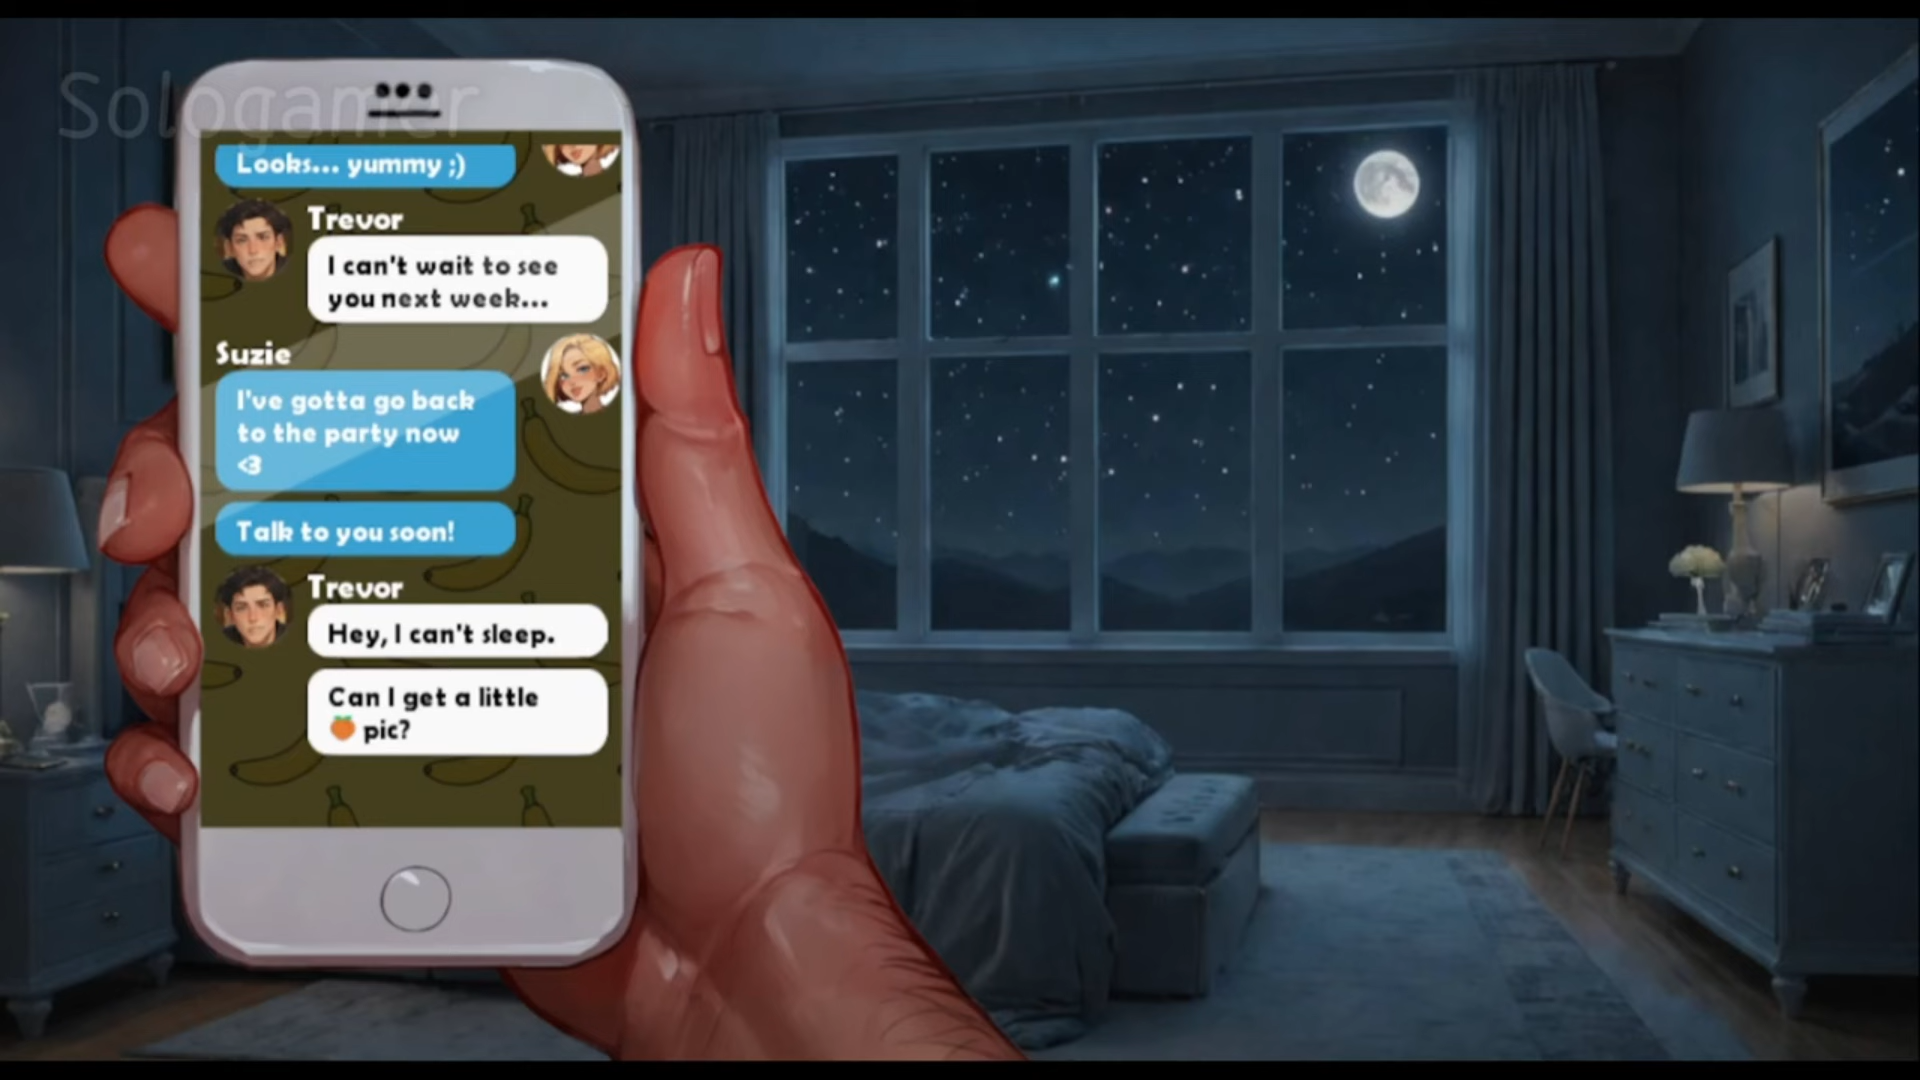 Sologamer
Looks... yummy ;)
Trevor
I can't wait to see
you next week...
Suzie
I've gotta go back
to the party now
<3
Talk to you soon!
Trevor
Hey, I can't sleep.
Can I get a little
🍑 pic?